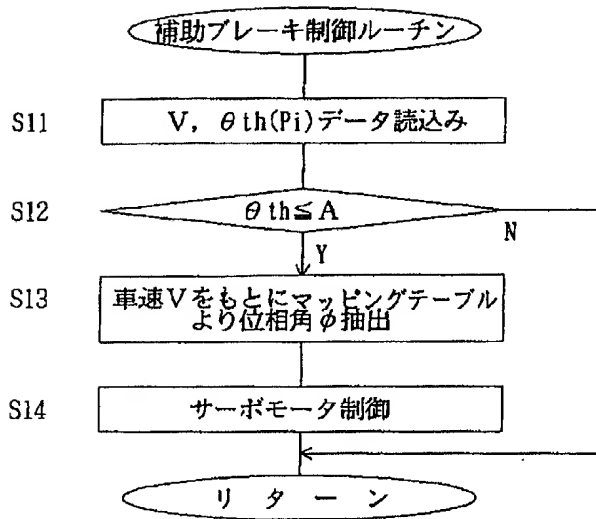 補助ブレーキ制御ルーチン
S11
V, θth(Pi)データ読込み
S12
θth≦A
N
Y
S13
車速Vをもとにマッピングテーブル
より位相角φ抽出
S14
サーボモータ制御
リターン